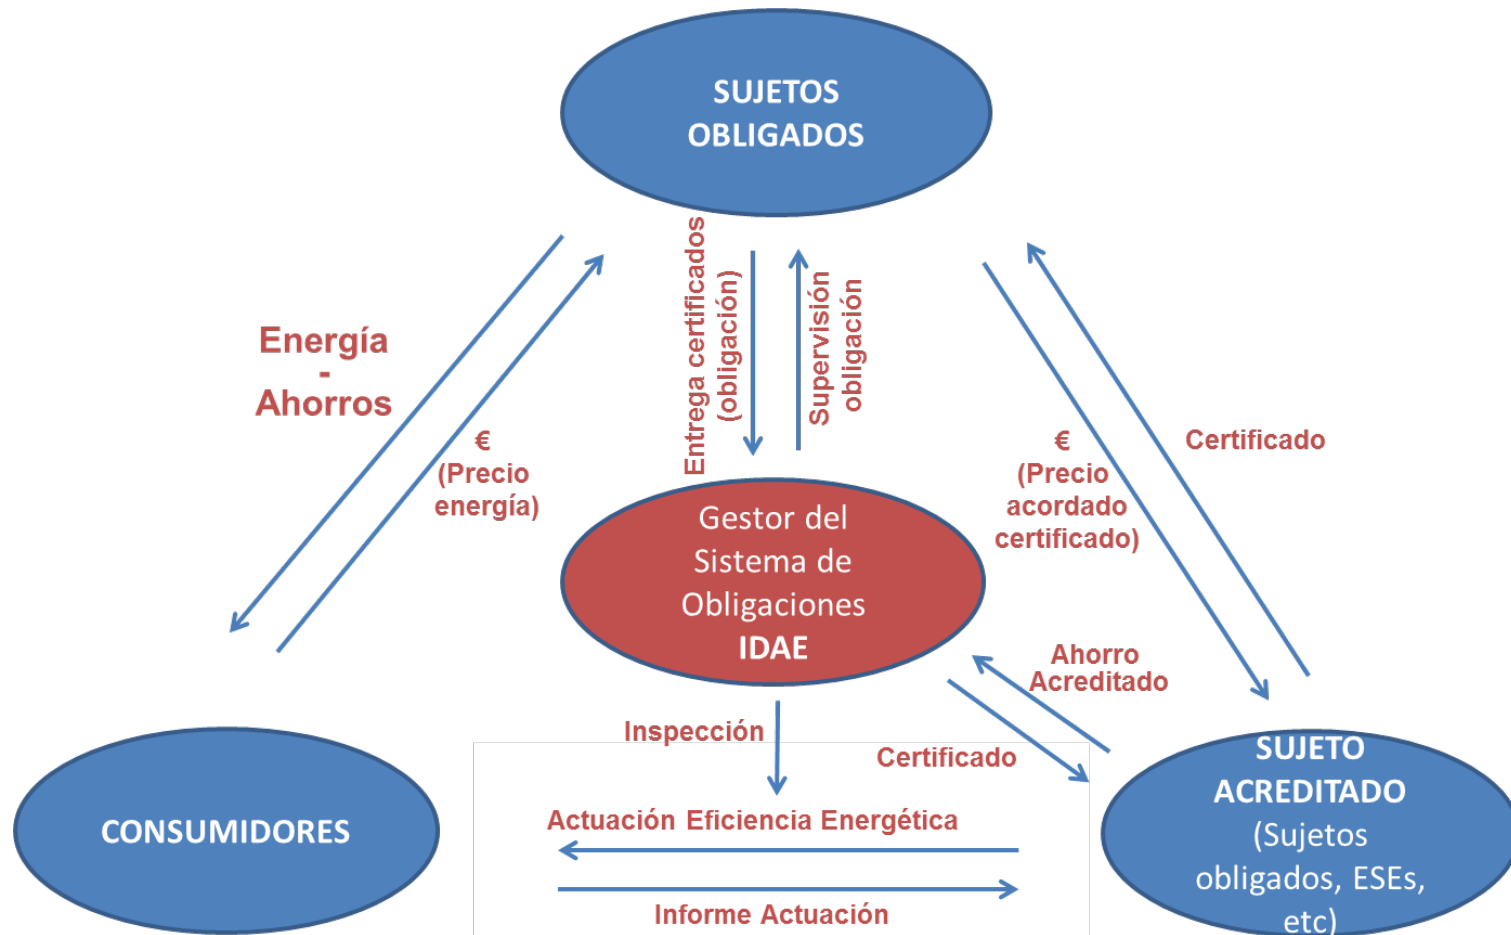 SUJETOS
OBLIGADOS
Entrega certificados
(obligación)
Supervisión
obligación
Energía
-
Ahorros
€
(Precio
energía)
€
(Precio
acordado
certificado)
Certificado
Gestor del
Sistema de
Obligaciones
IDAE
Ahorro
Acreditado
Inspección
Certificado
CONSUMIDORES
Actuación Eficiencia Energética
Informe Actuación
SUJETO
ACREDITADO
(Sujetos
obligados, ESEs,
etc)